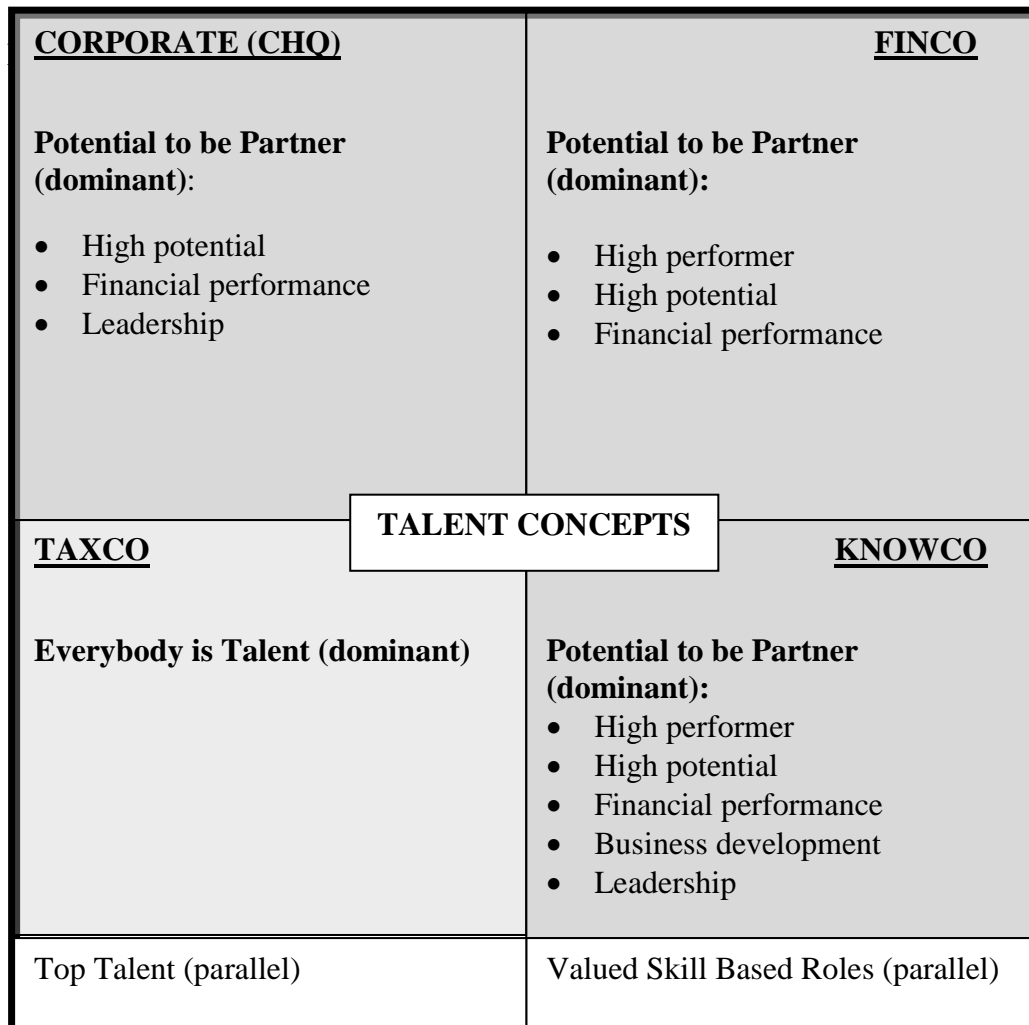 CORPORATE (CHQ)
Potential to be Partner
(dominant):
• High potential
• Financial performance
• Leadership
FINCO
Potential to be Partner
(dominant):
• High performer
• High potential
• Financial performance
TALENT CONCEPTS
TAXCO
Everybody is Talent (dominant)
Top Talent (parallel)
KNOWCO
Potential to be Partner
(dominant):
• High performer
• High potential
• Financial performance
• Business development
• Leadership
Valued Skill Based Roles (parallel)